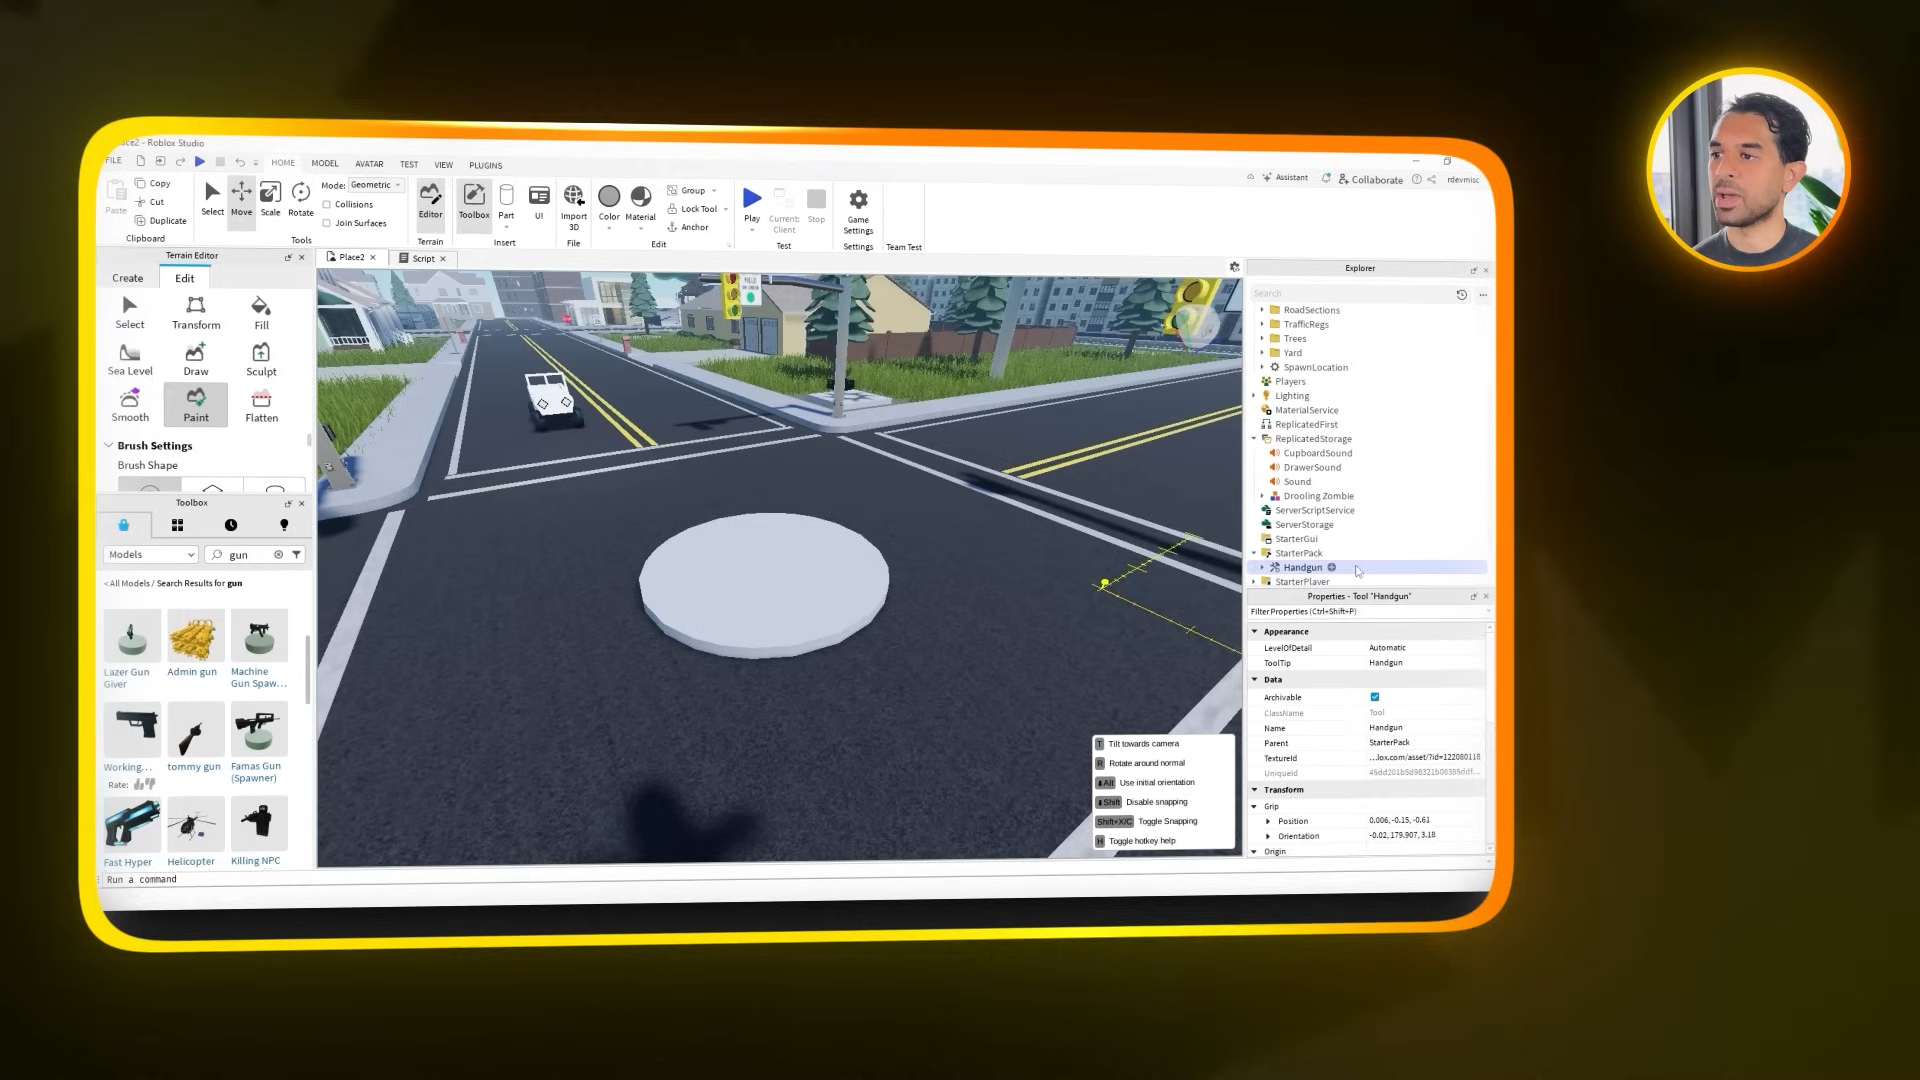 ce2 - Roblox Studio
FILE
HOME
MODEL
AVATAR
TEST
VIEW
PLUGINS
Assistant
Collaborate
rdevmisc
Paste
Copy
Cut
Duplicate
Clipboard
Select
Move
Scale
Rotate
Mode: Geometric
Collisions
Join Surfaces
Tools
Editor
Terrain
Toolbox
Part
UI
Insert
Import
3D
File
Color
Material
Group
Lock Tool
Anchor
Edit
Play
Current:
Client
Stop
Test
Game
Settings
Settings
Team Test
Terrain Editor
Create
Edit
Select
Transform
Fill
Sea Level
Draw
Sculpt
Smooth
Paint
Flatten
Brush Settings
Brush Shape
Toolbox
Models
gun
< All Models / Search Results for gun
Lazer Gun
Giver
Admin gun
Machine
Gun Spaw...
Working...
Rate:
tommy gun
Famas Gun
(Spawner)
Fast Hyper
Helicopter
Killing NPC
Run a command
Place2
Script
T Tilt towards camera
R Rotate around normal
Alt Use initial orientation
Shift Disable snapping
Shift+X/C Toggle Snapping
H Toggle hotkey help
Explorer
Search
RoadSections
TrafficRegs
Trees
Yard
SpawnLocation
Players
Lighting
MaterialService
ReplicatedFirst
ReplicatedStorage
CupboardSound
DrawerSound
Sound
Drooling Zombie
ServerScriptService
ServerStorage
StarterGui
StarterPack
Handgun
StarterPlayer
Properties - Tool "Handgun"
Filter Properties (Ctrl+Shift+P)
Appearance
LevelOfDetail Automatic
ToolTip Handgun
Data
Archivable
ClassName Tool
Name Handgun
Parent StarterPack
TextureId ...lox.com/asset/?id=122080118
UniqueId
Transform
Grip
Position 0.006, -0.15, -0.61
Orientation -0.02, 179.907, 3.18
Origin